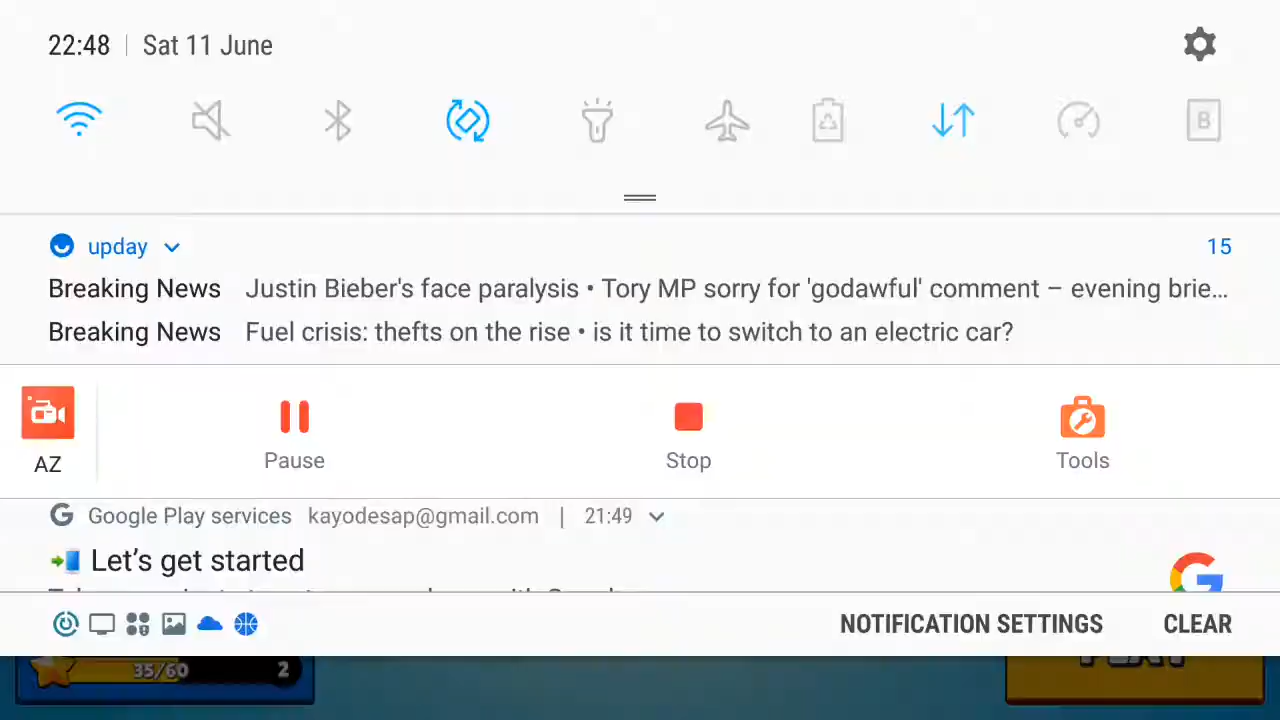 22:48 | Sat 11 June
B
upday 15
Breaking News Justin Bieber's face paralysis • Tory MP sorry for 'godawful' comment – evening brie...
Breaking News Fuel crisis: thefts on the rise • is it time to switch to an electric car?
AZ Pause Stop Tools
Google Play services kayodesap@gmail.com | 21:49
Let's get started
NOTIFICATION SETTINGS CLEAR
35/60 2